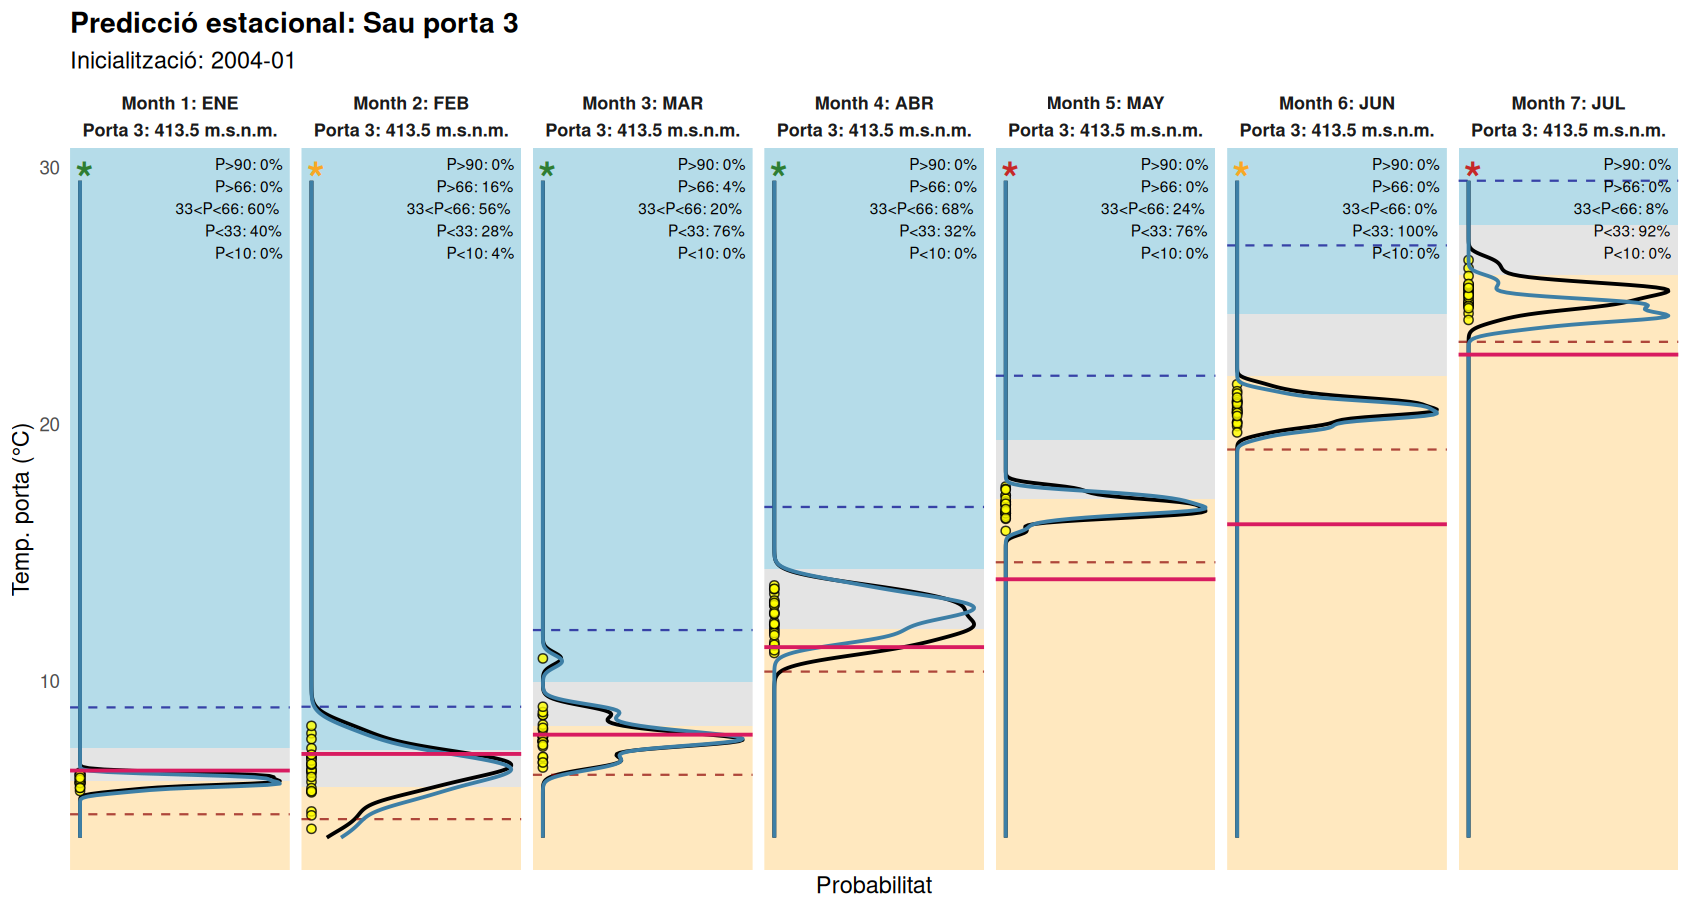 Predicció estacional: Sau porta 3
Inicialització: 2004-01
Month 1: ENE
Porta 3: 413.5 m.s.n.m.
Month 2: FEB
Porta 3: 413.5 m.s.n.m.
Month 3: MAR
Porta 3: 413.5 m.s.n.m.
Month 4: ABR
Porta 3: 413.5 m.s.n.m.
Month 5: MAY
Porta 3: 413.5 m.s.n.m.
Month 6: JUN
Porta 3: 413.5 m.s.n.m.
Month 7: JUL
Porta 3: 413.5 m.s.n.m.
Temp. porta (°C)
30
20
10
*
P>90: 0%
P>66: 0%
33<P<66: 60%
P<33: 40%
P<10: 0%
*
P>90: 0%
P>66: 16%
33<P<66: 56%
P<33: 28%
P<10: 4%
*
P>90: 0%
P>66: 4%
33<P<66: 20%
P<33: 76%
P<10: 0%
*
P>90: 0%
P>66: 0%
33<P<66: 68%
P<33: 32%
P<10: 0%
*
P>90: 0%
P>66: 0%
33<P<66: 24%
P<33: 76%
P<10: 0%
*
P>90: 0%
P>66: 0%
33<P<66: 0%
P<33: 100%
P<10: 0%
*
P>90: 0%
P>66: 0%
33<P<66: 8%
P<33: 92%
P<10: 0%
Probabilitat